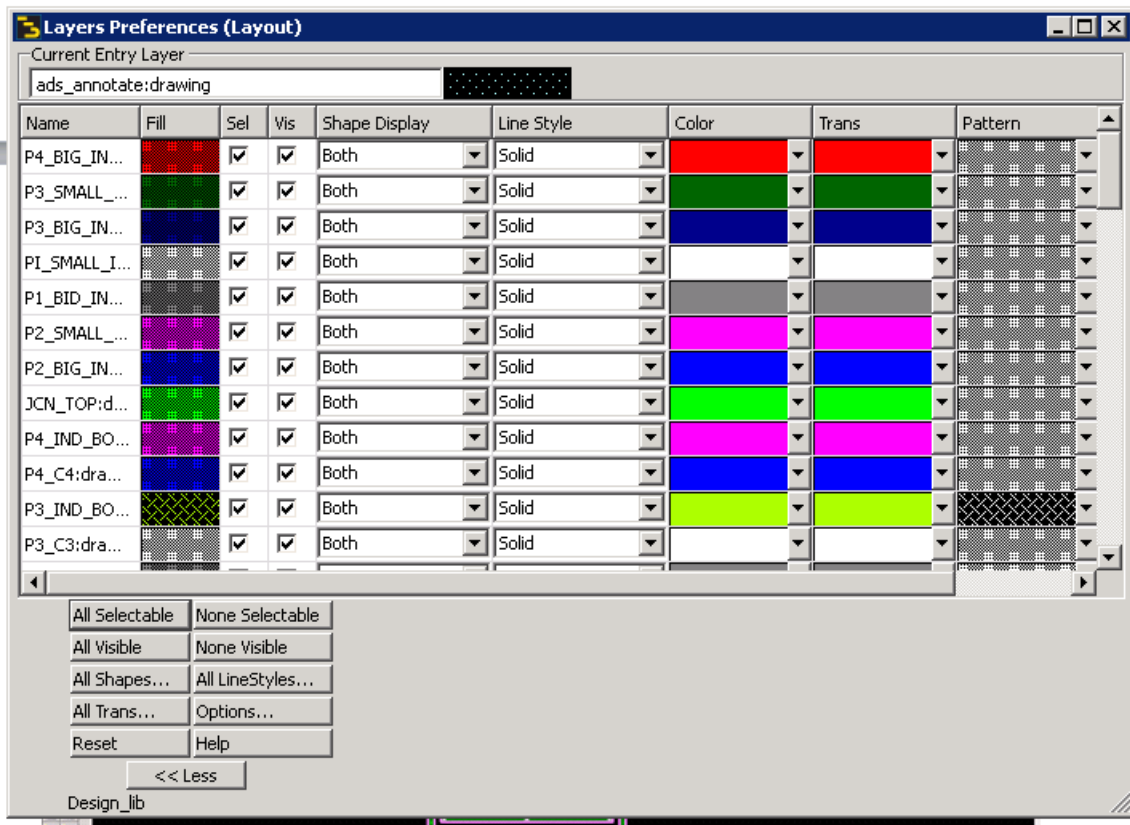 Layers Preferences (Layout)
Current Entry Layer
ads_annotate:drawing
Name Fill Sel Vis Shape Display Line Style Color Trans Pattern
P4_BIG_IN... Both Solid
P3_SMALL_... Both Solid
P3_BIG_IN... Both Solid
PI_SMALL_I... Both Solid
P1_BID_IN... Both Solid
P2_SMALL_... Both Solid
P2_BIG_IN... Both Solid
JCN_TOP:d... Both Solid
P4_IND_BO... Both Solid
P4_C4:dra... Both Solid
P3_IND_BO... Both Solid
P3_C3:dra... Both Solid
All Selectable None Selectable
All Visible None Visible
All Shapes... All LineStyles...
All Trans... Options...
Reset Help
<< Less
Design_lib